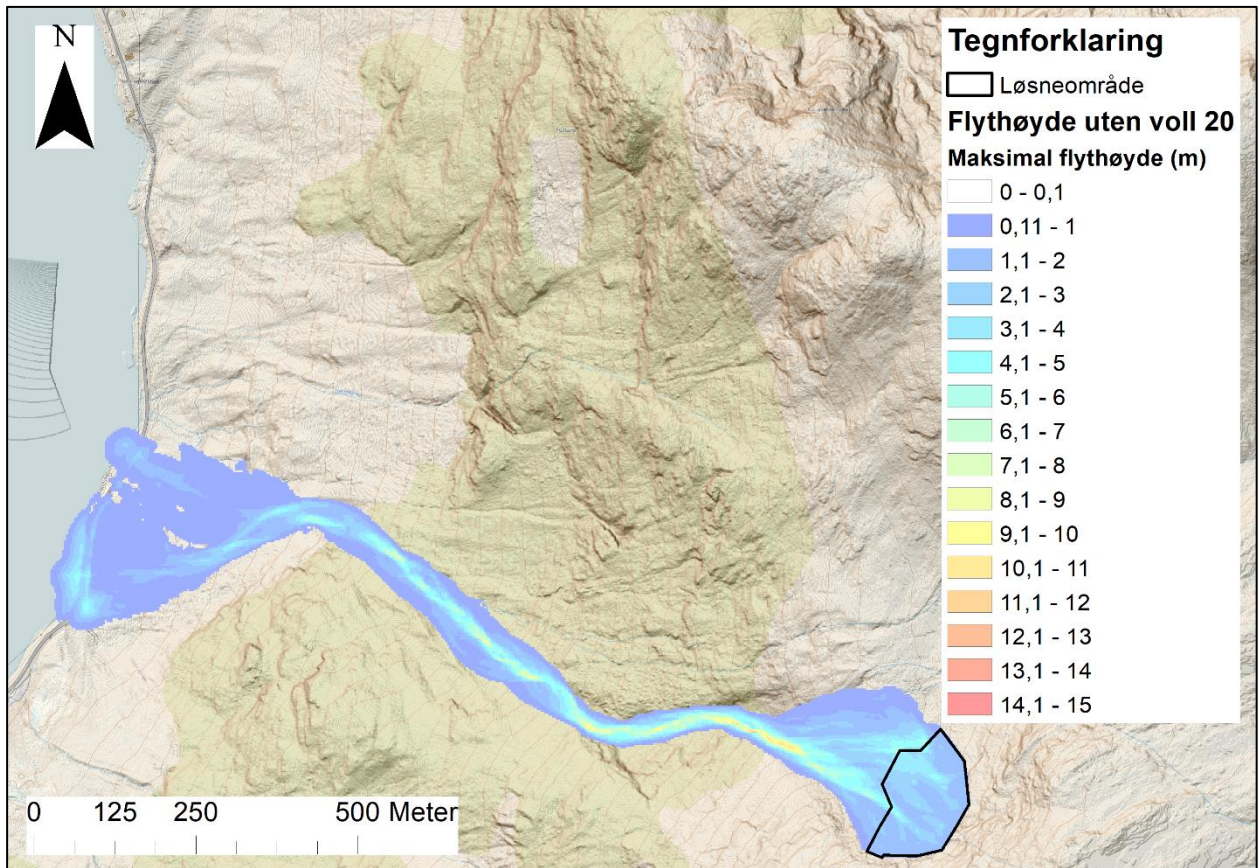 N
Tegnforklaring
Løsneområde
Flythøyde uten voll 20
Maksimal flythøyde (m)
0 - 0,1
0,11 - 1
1,1 - 2
2,1 - 3
3,1 - 4
4,1 - 5
5,1 - 6
6,1 - 7
7,1 - 8
8,1 - 9
9,1 - 10
10,1 - 11
11,1 - 12
12,1 - 13
13,1 - 14
14,1 - 15
0 125 250 500 Meter